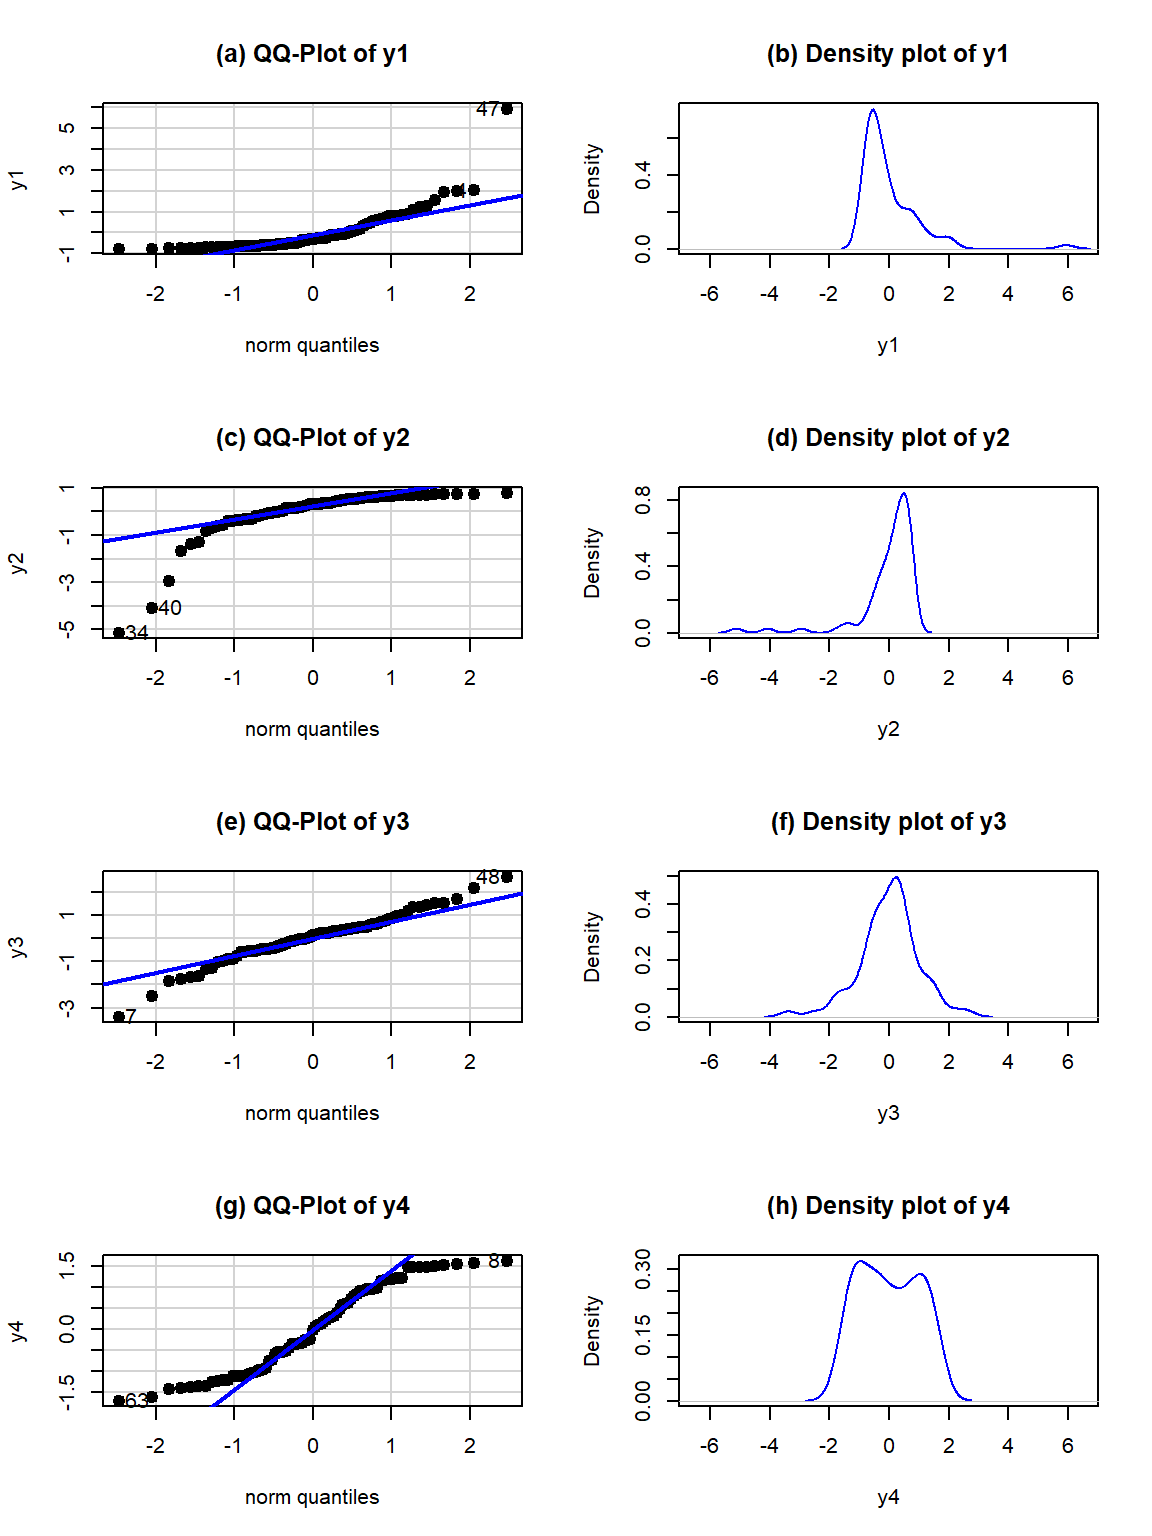 (a) QQ-Plot of y1
(b) Density plot of y1
y1
5
3
1
-1
47
4
-2 -1 0 1 2
norm quantiles
Density
0.4
0.0
-6 -4 -2 0 2 4 6
y1
(c) QQ-Plot of y2
(d) Density plot of y2
y2
1
-1
-3
-5
40
34
-2 -1 0 1 2
norm quantiles
Density
0.8
0.4
0.0
-6 -4 -2 0 2 4 6
y2
(e) QQ-Plot of y3
(f) Density plot of y3
y3
1
-1
-3
48
7
-2 -1 0 1 2
norm quantiles
Density
0.4
0.2
0.0
-6 -4 -2 0 2 4 6
y3
(g) QQ-Plot of y4
(h) Density plot of y4
y4
1.5
0.0
-1.5
8
63
-2 -1 0 1 2
norm quantiles
Density
0.30
0.15
0.00
-6 -4 -2 0 2 4 6
y4